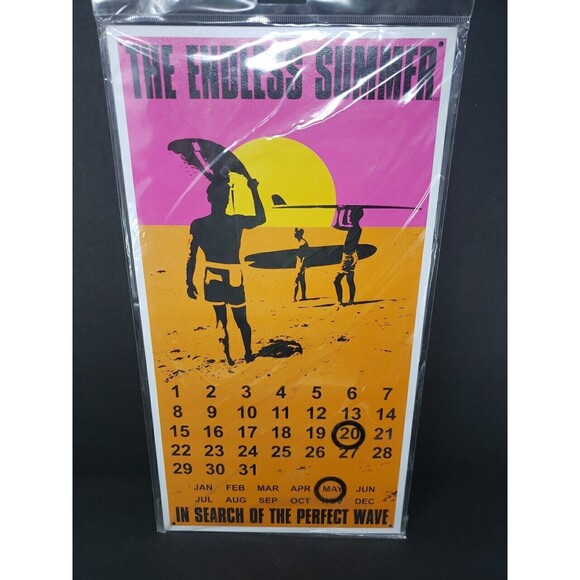 THE ENDLESS SUMMER
1 2 3 4 5 6 7
8 9 10 11 12 13 14
15 16 17 18 19 20 21
22 23 24 25 26 27 28
29 30 31
JAN FEB MAR APR MAY JUN
JUL AUG SEP OCT NOV DEC
IN SEARCH OF THE PERFECT WAVE